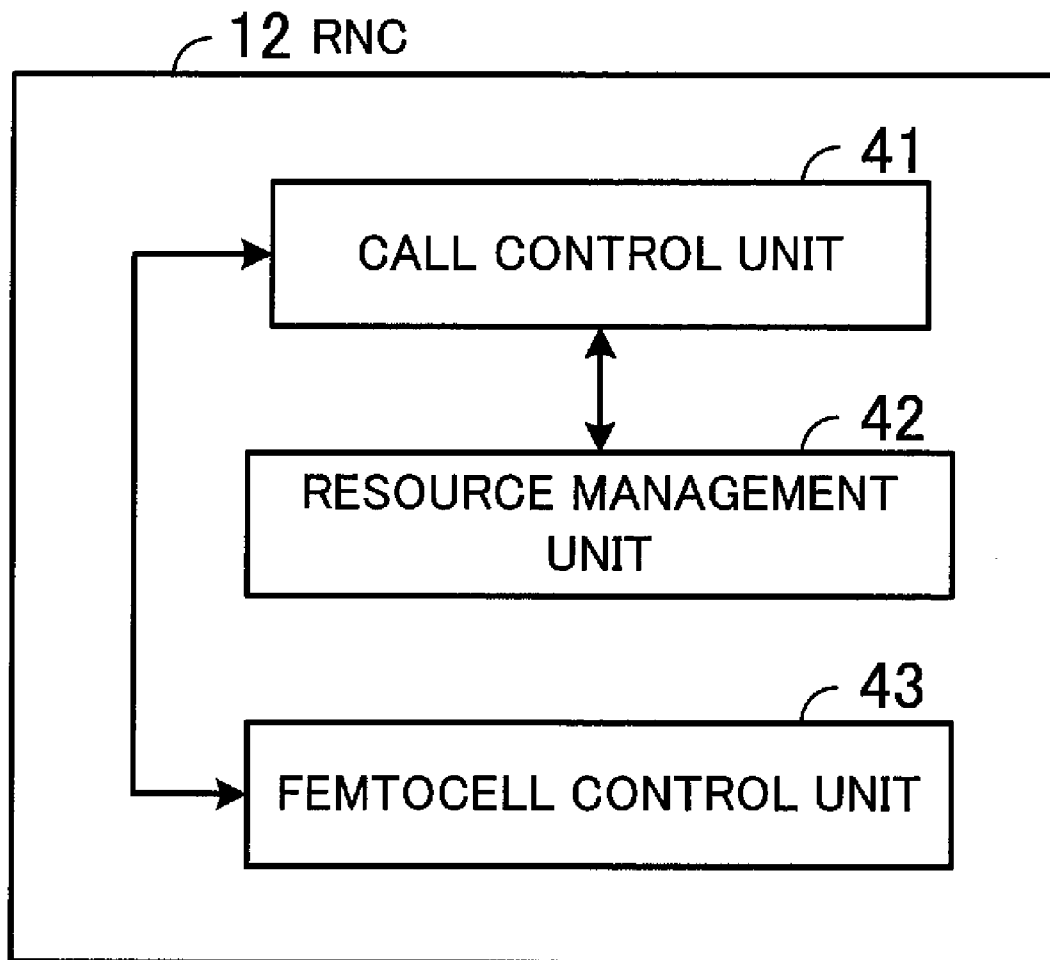 12 RNC
41
CALL CONTROL UNIT
42
RESOURCE MANAGEMENT
UNIT
43
FEMTOCELL CONTROL UNIT